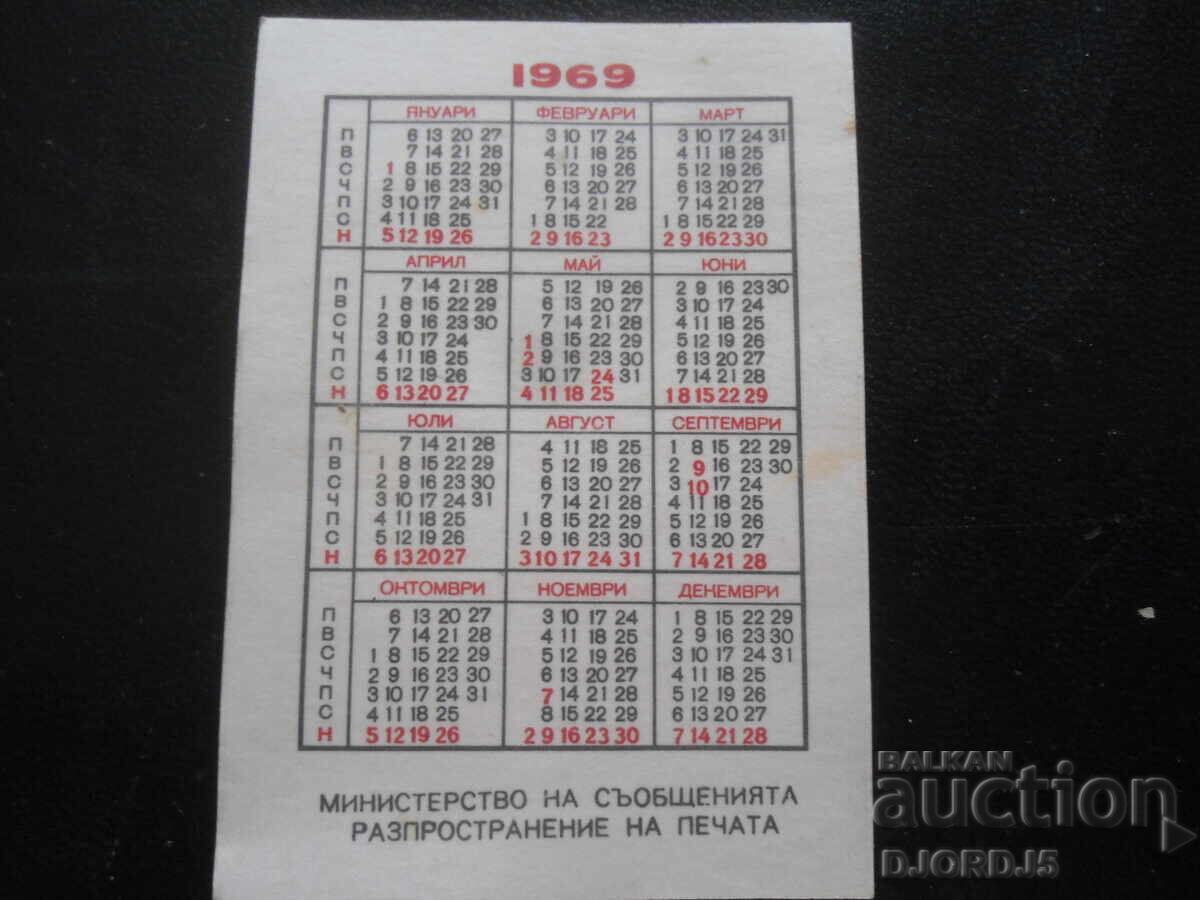 1969
ЯНУАРИ ФЕВРУАРИ МАРТ
П 6 13 20 27 3 10 17 24 3 10 17 24 31
В 7 14 21 28 4 11 18 25 4 11 18 25
С 1 8 15 22 29 5 12 19 26 5 12 19 26
Ч 2 9 16 23 30 6 13 20 27 6 13 20 27
П 3 10 17 24 31 7 14 21 28 7 14 21 28
С 4 11 18 25 1 8 15 22 1 8 15 22 29
Н 5 12 19 26 2 9 16 23 2 9 16 23 30
АПРИЛ МАЙ ЮНИ
П 7 14 21 28 5 12 19 26 2 9 16 23 30
В 1 8 15 22 29 6 13 20 27 3 10 17 24
С 2 9 16 23 30 7 14 21 28 4 11 18 25
Ч 3 10 17 24 1 8 15 22 29 5 12 19 26
П 4 11 18 25 2 9 16 23 30 6 13 20 27
С 5 12 19 26 3 10 17 24 31 7 14 21 28
Н 6 13 20 27 4 11 18 25 1 8 15 22 29
ЮЛИ АВГУСТ СЕПТЕМВРИ
П 7 14 21 28 4 11 18 25 1 8 15 22 29
В 1 8 15 22 29 5 12 19 26 2 9 16 23 30
С 2 9 16 23 30 6 13 20 27 3 10 17 24
Ч 3 10 17 24 31 7 14 21 28 4 11 18 25
П 4 11 18 25 1 8 15 22 29 5 12 19 26
С 5 12 19 26 2 9 16 23 30 6 13 20 27
Н 6 13 20 27 3 10 17 24 31 7 14 21 28
ОКТОМВРИ НОЕМВРИ ДЕКЕМВРИ
П 6 13 20 27 3 10 17 24 1 8 15 22 29
В 7 14 21 28 4 11 18 25 2 9 16 23 30
С 1 8 15 22 29 5 12 19 26 3 10 17 24 31
Ч 2 9 16 23 30 6 13 20 27 4 11 18 25
П 3 10 17 24 31 7 14 21 28 5 12 19 26
С 4 11 18 25 8 15 22 29 6 13 20 27
Н 5 12 19 26 2 9 16 23 30 7 14 21 28
МИНИСТЕРСТВО НА СЪОБЩЕНИЯТА
РАЗПРОСТРАНЕНИЕ НА ПЕЧАТА
BALKAN
auction
DJORDJ5